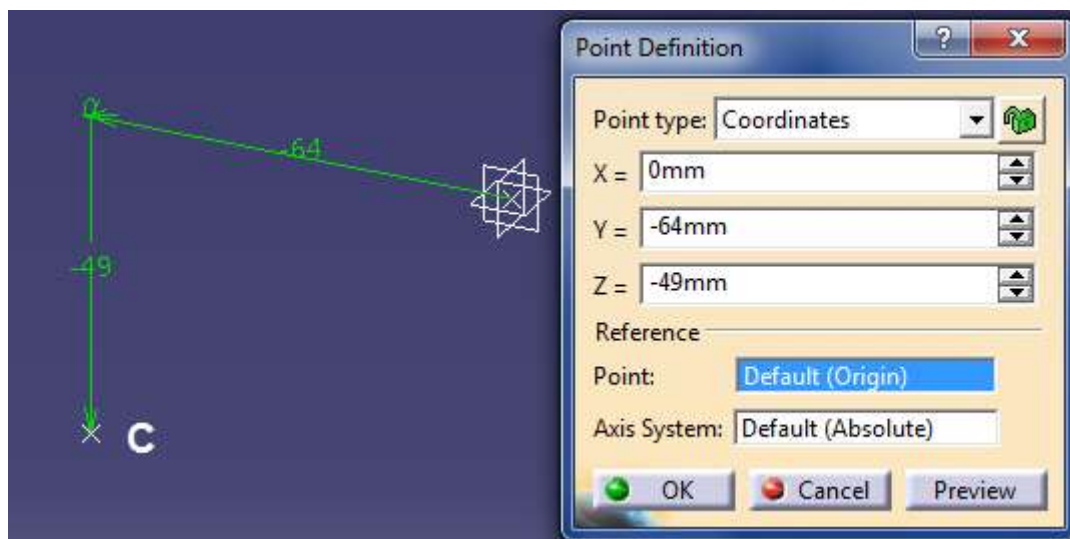 0
-64
-49
C
Point Definition
?
Point type: Coordinates
X = 0mm
Y = -64mm
Z = -49mm
Reference
Point: Default (Origin)
Axis System: Default (Absolute)
OK Cancel Preview